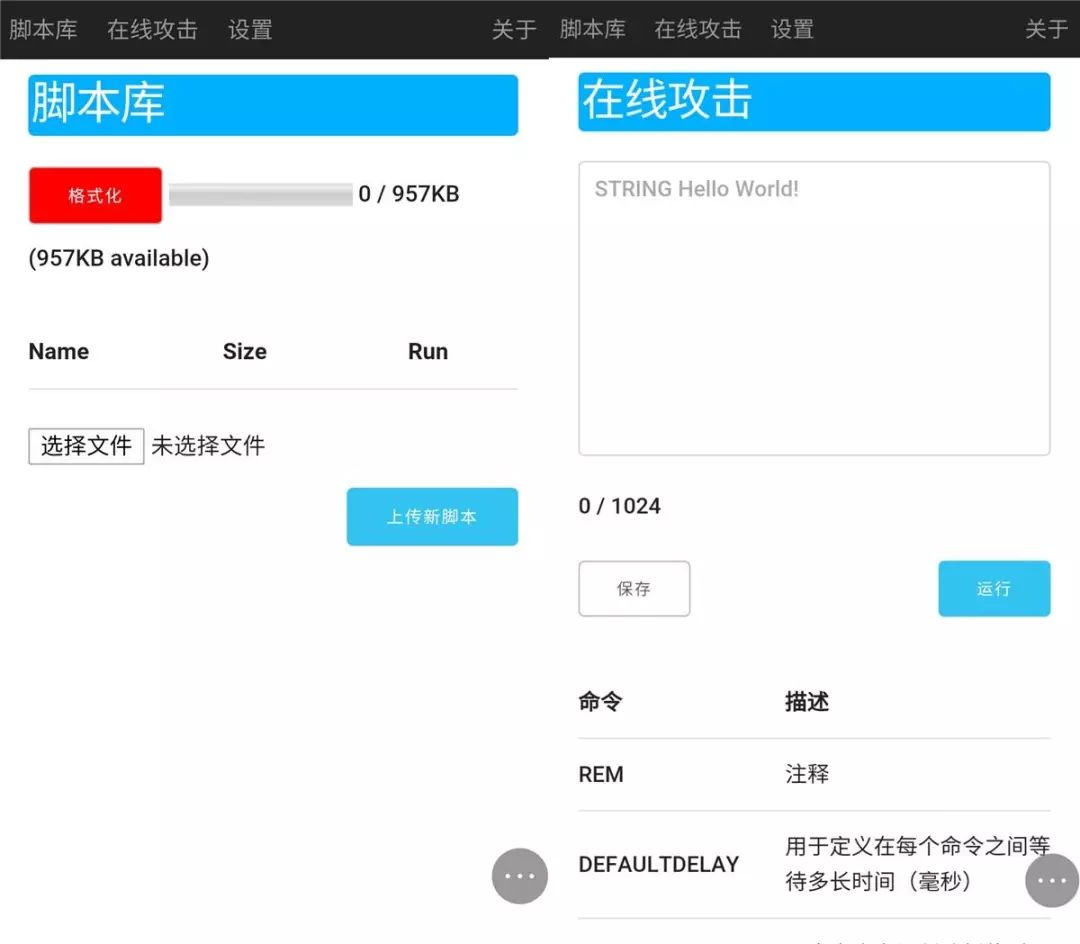 脚本库 在线攻击 设置 关于
脚本库
格式化 0 / 957KB
(957KB available)
Name Size Run
选择文件 未选择文件
上传新脚本
脚本库 在线攻击 设置 关于
在线攻击
STRING Hello World!
0 / 1024
保存 运行
命令 描述
REM 注释
DEFAULTDELAY 用于定义在每个命令之间等
待多长时间（毫秒）